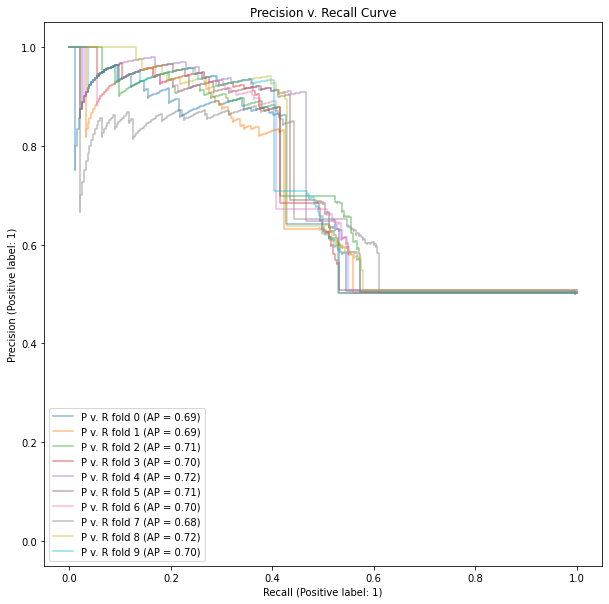 Precision v. Recall Curve
Precision (Positive label: 1)
1.0
0.8
0.6
0.4
0.2
0.0
P v. R fold 0 (AP = 0.69)
P v. R fold 1 (AP = 0.69)
P v. R fold 2 (AP = 0.71)
P v. R fold 3 (AP = 0.70)
P v. R fold 4 (AP = 0.72)
P v. R fold 5 (AP = 0.71)
P v. R fold 6 (AP = 0.70)
P v. R fold 7 (AP = 0.68)
P v. R fold 8 (AP = 0.72)
P v. R fold 9 (AP = 0.70)
0.0 0.2 0.4 0.6 0.8 1.0
Recall (Positive label: 1)